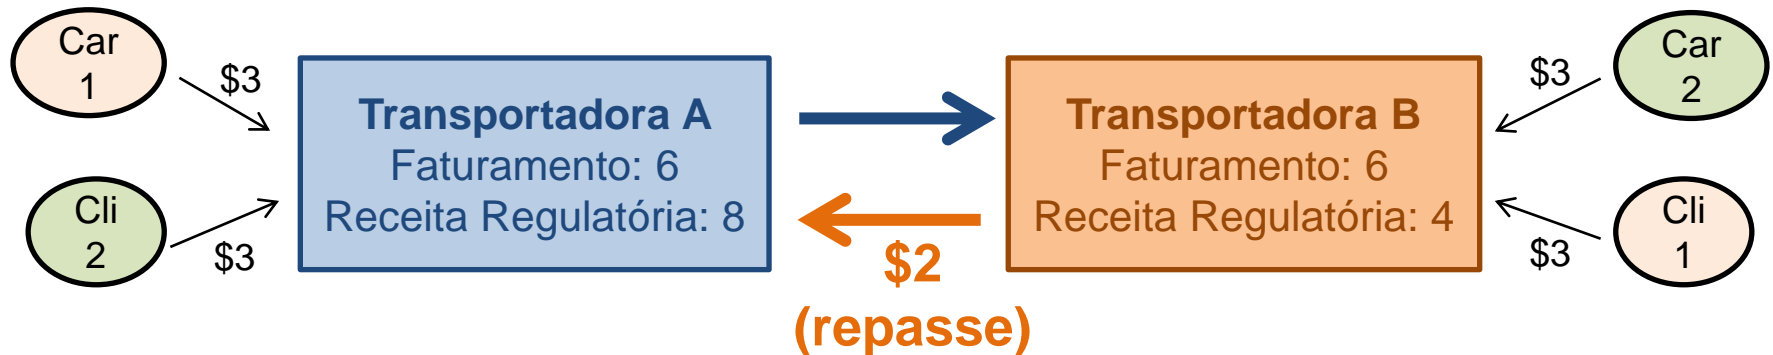 Car
1
$3
Cli
2
$3
Transportadora A
Faturamento: 6
Receita Regulatória: 8
$2
(repasse)
Transportadora B
Faturamento: 6
Receita Regulatória: 4
$3
Car
2
$3
Cli
1